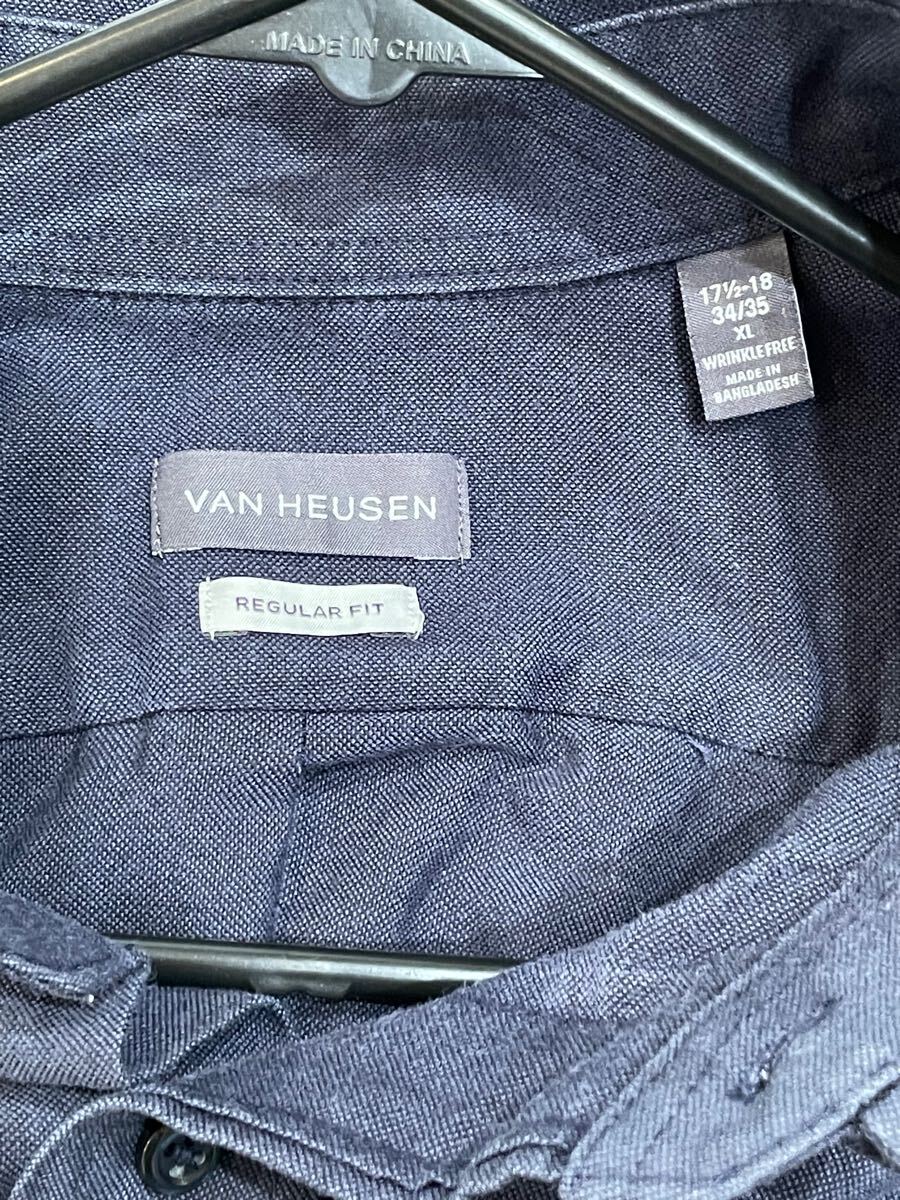 MADE IN CHINA
17½-18
34/35
XL
WRINKLE FREE
MADE IN
BANGLADESH
VAN HEUSEN
REGULAR FIT